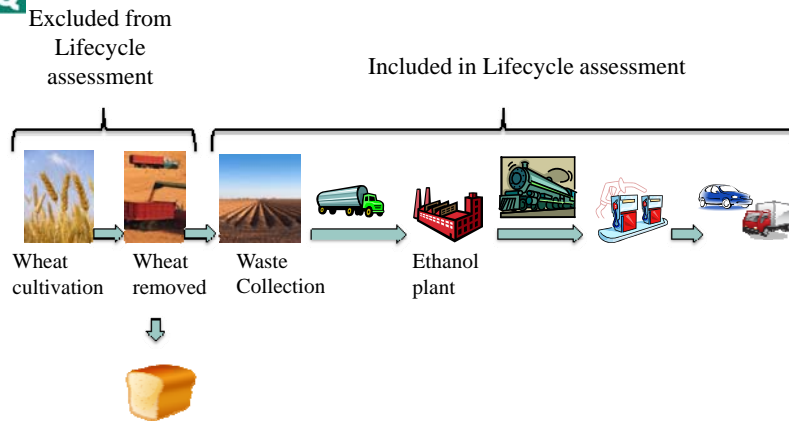 Excluded from
Lifecycle
assessment
Included in Lifecycle assessment
Wheat
cultivation
Wheat
removed
Waste
Collection
Ethanol
plant